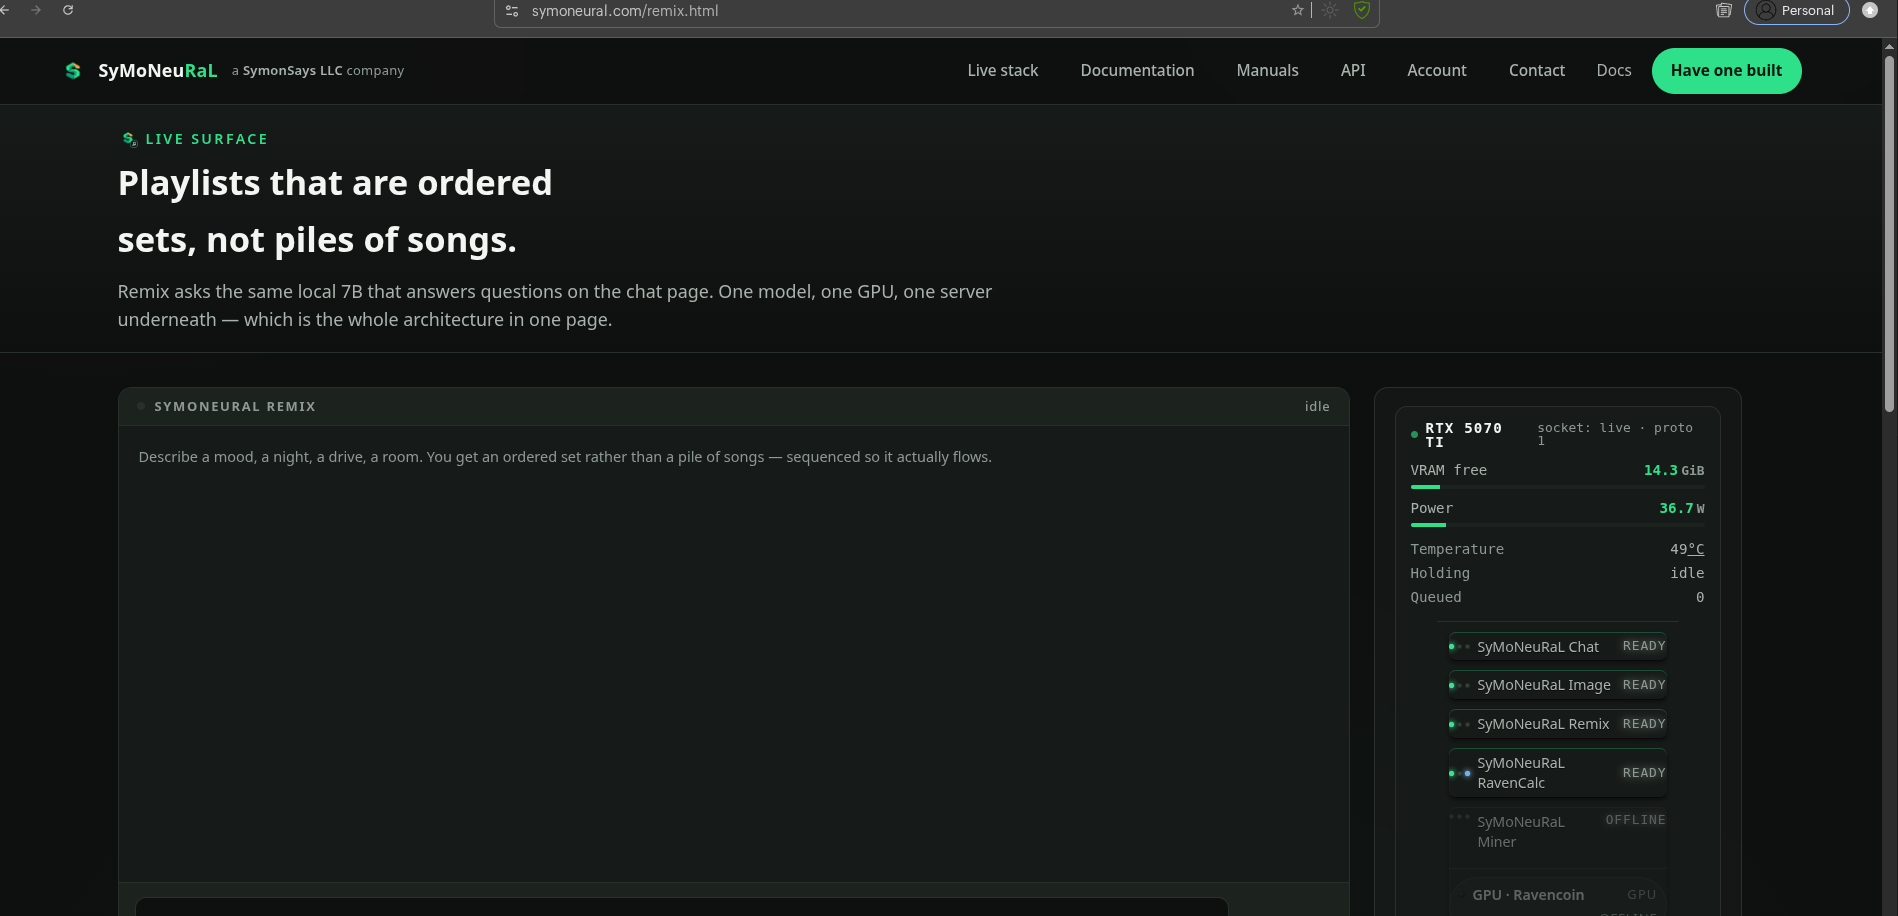 symoneural.com/remix.html
Personal
SyMoNeuRaL
a SymonSays LLC company
Live stack
Documentation
Manuals
API
Account
Contact
Docs
Have one built
LIVE SURFACE
Playlists that are ordered
sets, not piles of songs.
Remix asks the same local 7B that answers questions on the chat page. One model, one GPU, one server
underneath — which is the whole architecture in one page.
SYMONEURAL REMIX
idle
Describe a mood, a night, a drive, a room. You get an ordered set rather than a pile of songs — sequenced so it actually flows.
RTX 5070
TI
socket: live · proto
1
VRAM free 14.3 GiB
Power 36.7 W
Temperature 49°C
Holding idle
Queued 0
SyMoNeuRaL Chat READY
SyMoNeuRaL Image READY
SyMoNeuRaL Remix READY
SyMoNeuRaL
RavenCalc
READY
SyMoNeuRaL
Miner
OFFLINE
GPU · Ravencoin GPU